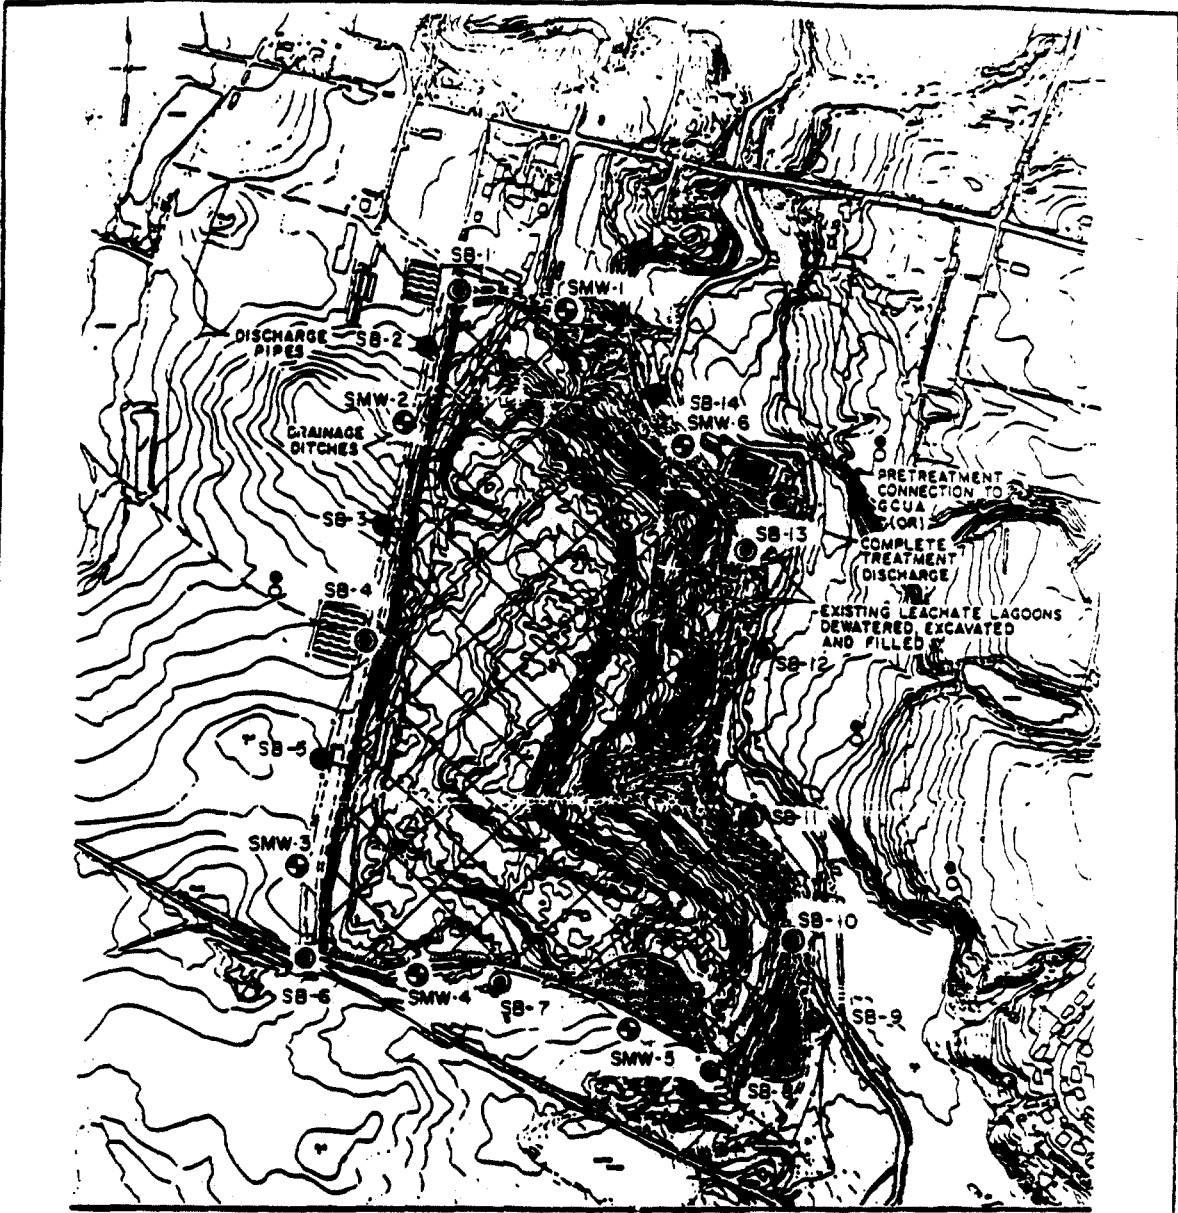 SB-1
SMW-1
DISCHARGE
PIPES
SB-2
SMW-2
SB-14
SMW-6
DRAINAGE
DITCHES
PRETREATMENT
CONNECTION TO
GCUA
(OR)
SB-3
SB-13
COMPLETE
TREATMENT
DISCHARGE
SB-4
EXISTING LEACHATE LAGOONS
DEWATERED, EXCAVATED
AND FILLED
SB-12
SB-5
SB-11
SMW-3
SB-10
SB-6
SMW-4
SB-7
SB-9
SMW-5
SB-8